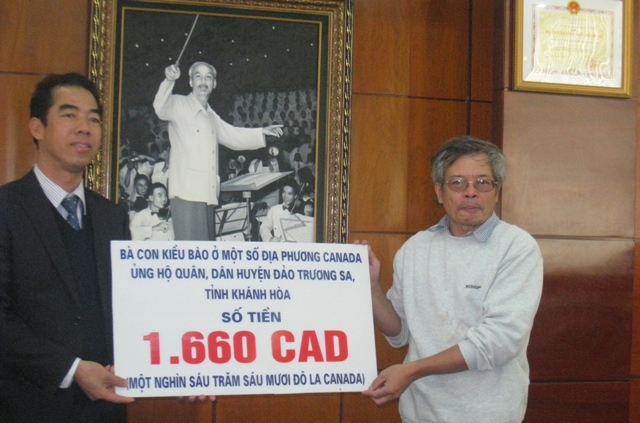 BÀ CON KIỀU BÀO Ở MỘT SỐ ĐỊA PHƯƠNG CANADA
ỦNG HỘ QUÂN, DÂN HUYỆN ĐẢO TRƯƠNG SA,
TỈNH KHÁNH HÒA
SỐ TIỀN
1.660 CAD
(MỘT NGHÌN SÁU TRĂM SÁU MƯƠI ĐÔ LA CANADA)